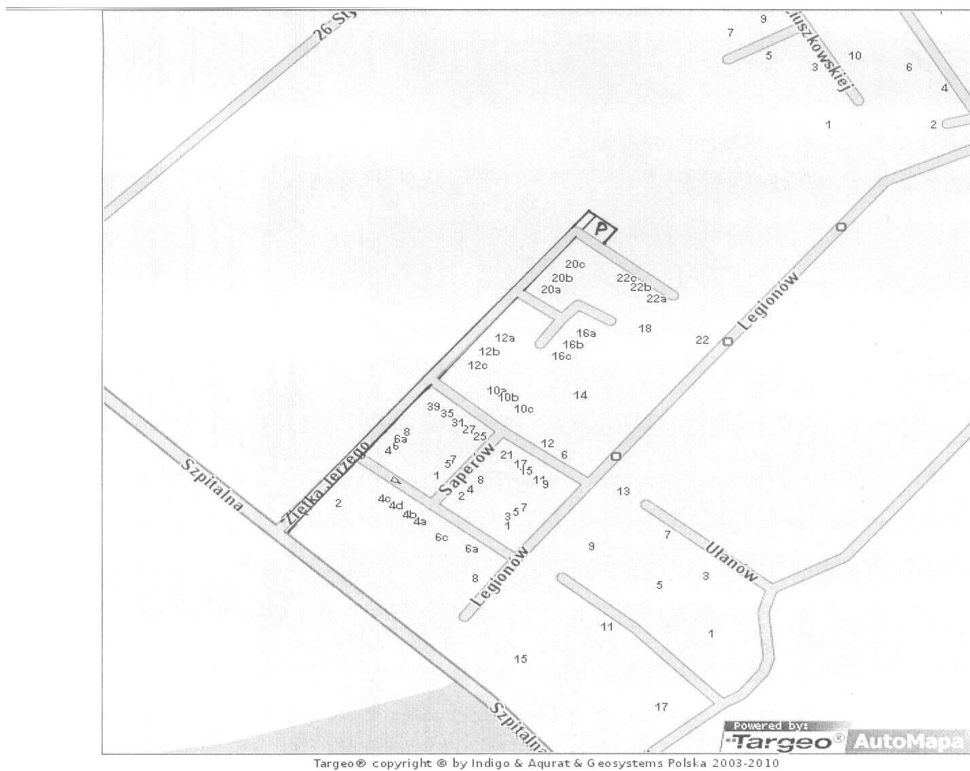 26 Sty
7
9
5
3
10
6
4
2
1
P
20c
20b
20a
22c
22b
22a
18
22
Legionów
12a
12b
12c
16a
16b
16c
10a
10b
10c
14
39
35
31
27
25
8
6a
6
4
12
6
21
17
15
11
9
7
5
1
Saperów
8
4
2
7
5
3
1
Zietka Jerzego
Szpitalna
2
4c
4d
4b
4a
6c
6a
8
Legionów
13
9
7
Ułanów
5
3
1
11
15
17
Szpitalna
Powered by:
Targeo® AutoMapa
Targeo® copyright © by Indigo & Aqurat & Geosystems Polska 2003-2010